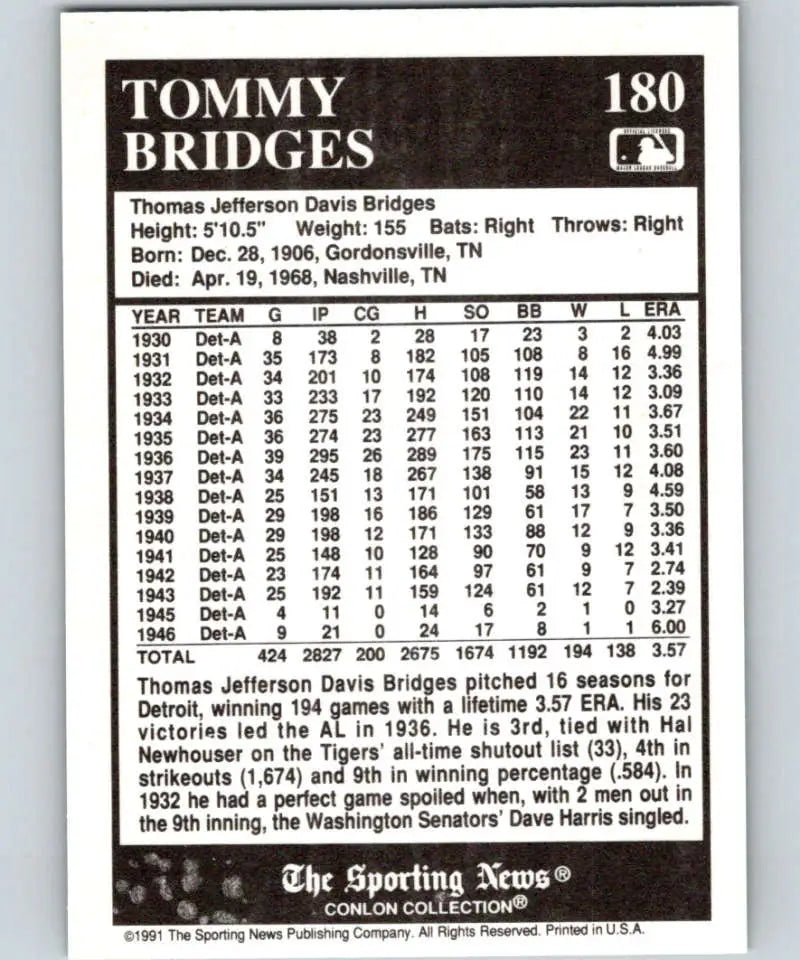 TOMMY 180
BRIDGES
OFFICIAL LICENSEE
MAJOR LEAGUE BASEBALL
Thomas Jefferson Davis Bridges
Height: 5'10.5" Weight: 155 Bats: Right Throws: Right
Born: Dec. 28, 1906, Gordonsville, TN
Died: Apr. 19, 1968, Nashville, TN
YEAR TEAM G IP CG H SO BB W L ERA
1930 Det-A 8 38 2 28 17 23 3 2 4.03
1931 Det-A 35 173 8 182 105 108 8 16 4.99
1932 Det-A 34 201 10 174 108 119 14 12 3.36
1933 Det-A 33 233 17 192 120 110 14 12 3.09
1934 Det-A 36 275 23 249 151 104 22 11 3.67
1935 Det-A 36 274 23 277 163 113 21 10 3.51
1936 Det-A 39 295 26 289 175 115 23 11 3.60
1937 Det-A 34 245 18 267 138 91 15 12 4.08
1938 Det-A 25 151 13 171 101 58 13 9 4.59
1939 Det-A 29 198 16 186 129 61 17 7 3.50
1940 Det-A 29 198 12 171 133 88 12 9 3.36
1941 Det-A 25 148 10 128 90 70 9 12 3.41
1942 Det-A 23 174 11 164 97 61 9 7 2.74
1943 Det-A 25 192 11 159 124 61 12 7 2.39
1945 Det-A 4 11 0 14 6 2 1 0 3.27
1946 Det-A 9 21 0 24 17 8 1 1 6.00
TOTAL 424 2827 200 2675 1674 1192 194 138 3.57
Thomas Jefferson Davis Bridges pitched 16 seasons for
Detroit, winning 194 games with a lifetime 3.57 ERA. His 23
victories led the AL in 1936. He is 3rd, tied with Hal
Newhouser on the Tigers' all-time shutout list (33), 4th in
strikeouts (1,674) and 9th in winning percentage (.584). In
1932 he had a perfect game spoiled when, with 2 men out in
the 9th inning, the Washington Senators' Dave Harris singled.
The Sporting News®
CONLON COLLECTION®
©1991 The Sporting News Publishing Company. All Rights Reserved. Printed in U.S.A.